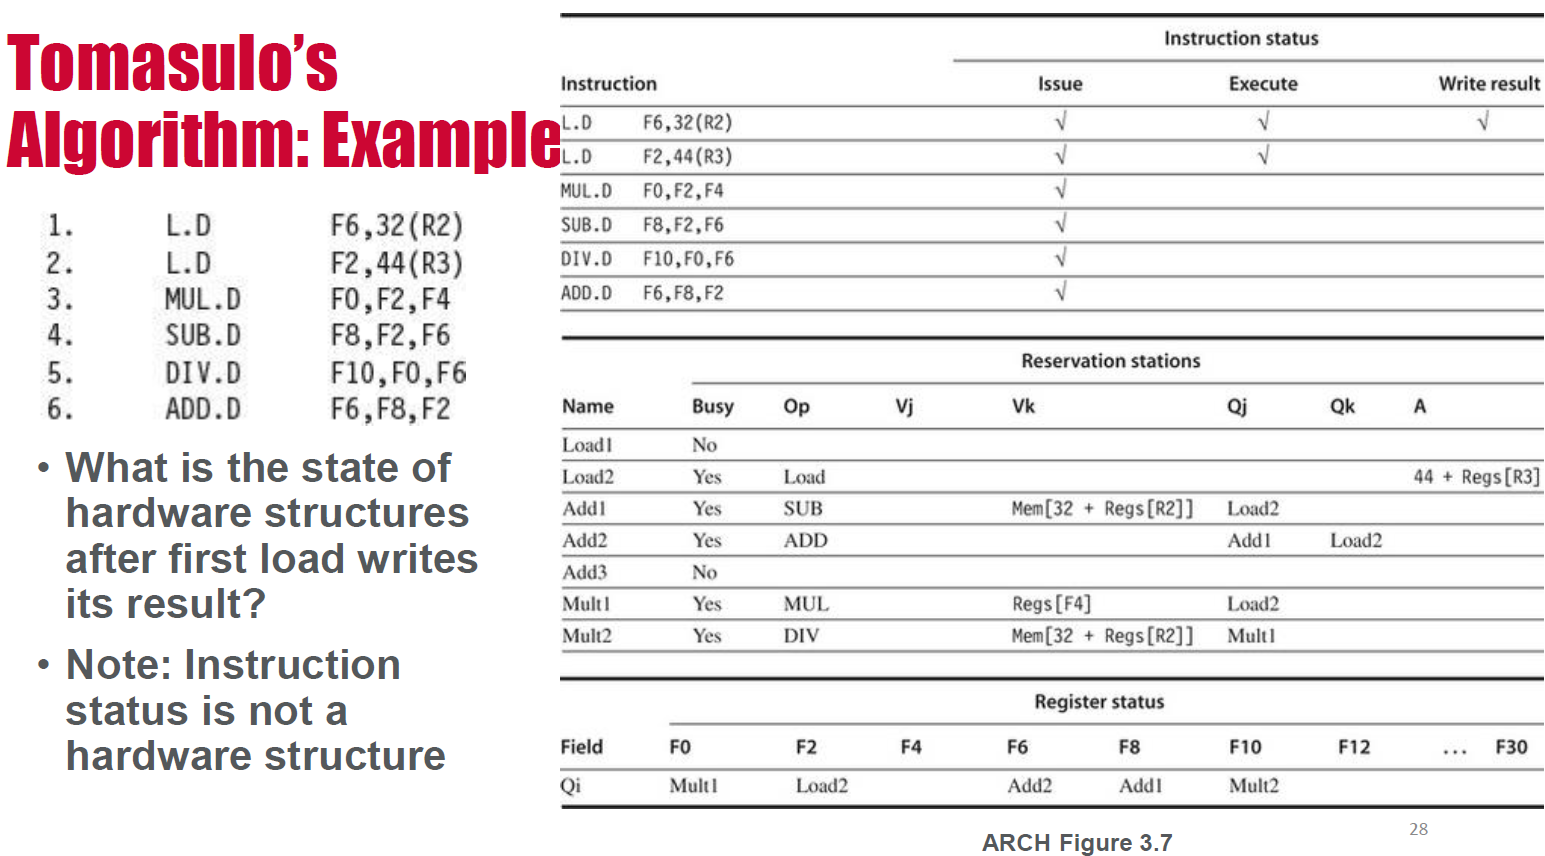 Tomasulo's
Algorithm: Example
1. L.D F6,32(R2)
2. L.D F2,44(R3)
3. MUL.D F0,F2,F4
4. SUB.D F8,F2,F6
5. DIV.D F10,F0,F6
6. ADD.D F6,F8,F2
• What is the state of
hardware structures
after first load writes
its result?
• Note: Instruction
status is not a
hardware structure
Instruction status
Instruction Issue Execute Write result
L.D F6,32(R2) √ √ √
L.D F2,44(R3) √ √
MUL.D F0,F2,F4 √
SUB.D F8,F2,F6 √
DIV.D F10,F0,F6 √
ADD.D F6,F8,F2 √
Reservation stations
Name Busy Op Vj Vk Qj Qk A
Load1 No
Load2 Yes Load 44 + Regs[R3]
Add1 Yes SUB Mem[32 + Regs[R2]] Load2
Add2 Yes ADD Add1 Load2
Add3 No
Mult1 Yes MUL Regs[F4] Load2
Mult2 Yes DIV Mem[32 + Regs[R2]] Mult1
Register status
Field F0 F2 F4 F6 F8 F10 F12 ... F30
Qi Mult1 Load2 Add2 Add1 Mult2
ARCH Figure 3.7
28